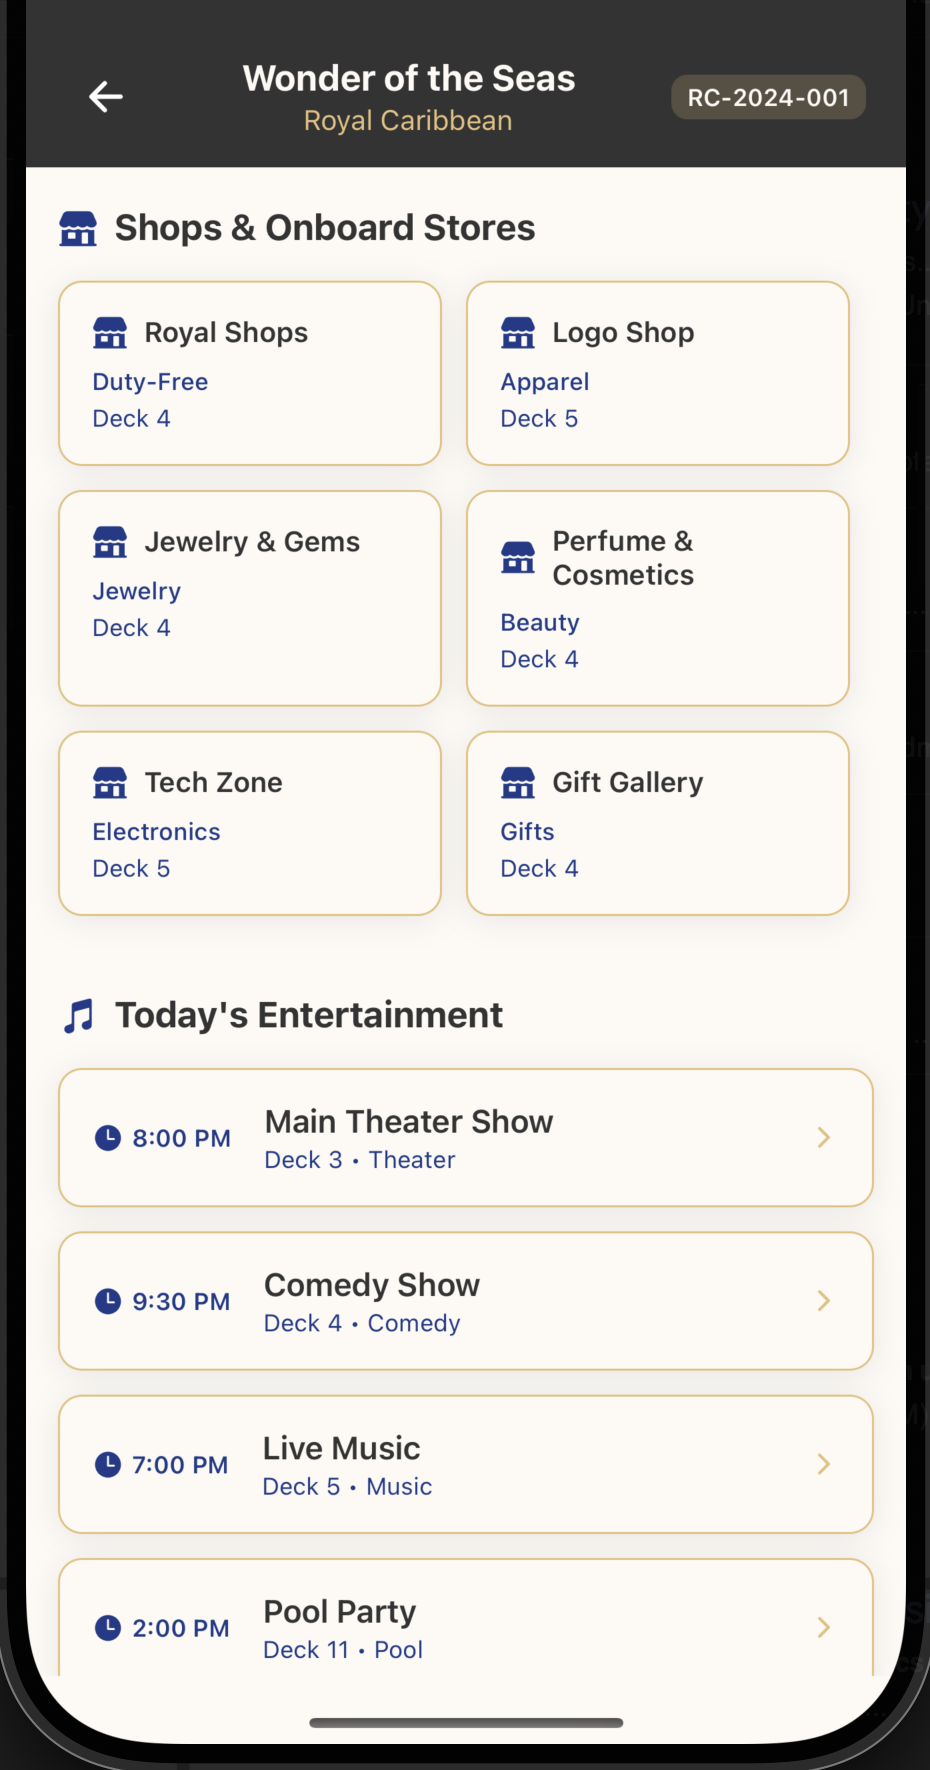 Wonder of the Seas
Royal Caribbean
RC-2024-001
Shops & Onboard Stores
Royal Shops
Duty-Free
Deck 4
Logo Shop
Apparel
Deck 5
Jewelry & Gems
Jewelry
Deck 4
Perfume &
Cosmetics
Beauty
Deck 4
Tech Zone
Electronics
Deck 5
Gift Gallery
Gifts
Deck 4
Today's Entertainment
8:00 PM
Main Theater Show
Deck 3 • Theater
9:30 PM
Comedy Show
Deck 4 • Comedy
7:00 PM
Live Music
Deck 5 • Music
2:00 PM
Pool Party
Deck 11 • Pool